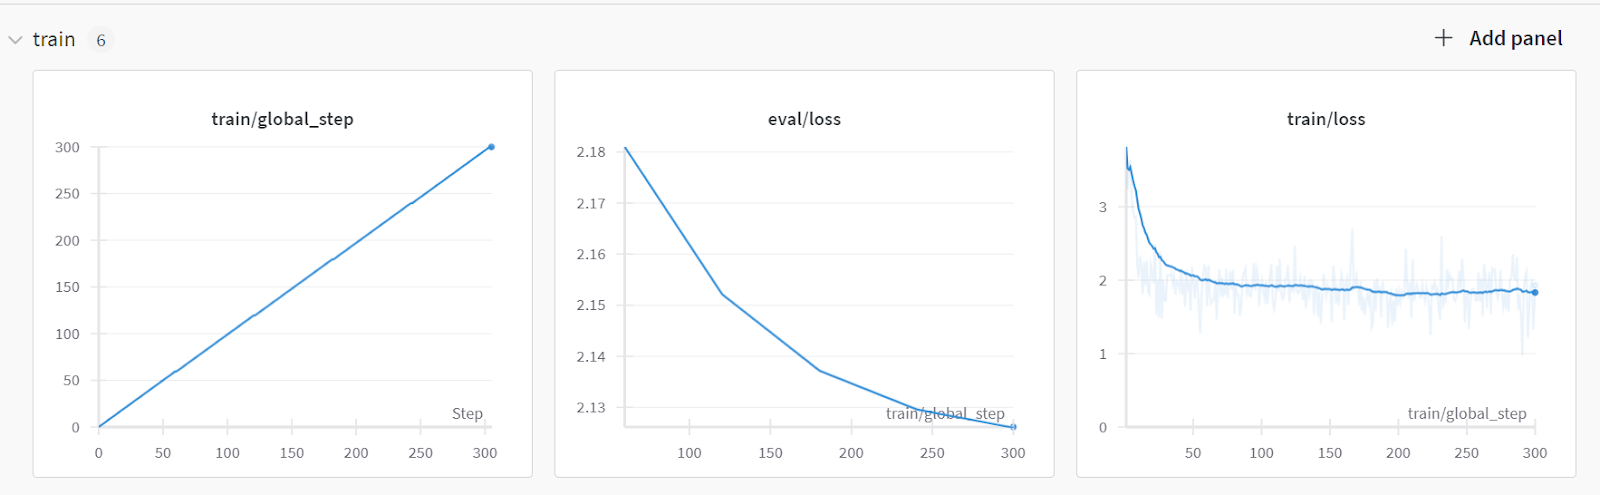 train 6
Add panel
train/global_step
300
250
200
150
100
50
0
Step
0 50 100 150 200 250 300
eval/loss
2.18
2.17
2.16
2.15
2.14
2.13
train/global_step
100 150 200 250 300
train/loss
3
2
1
0
train/global_step
50 100 150 200 250 300